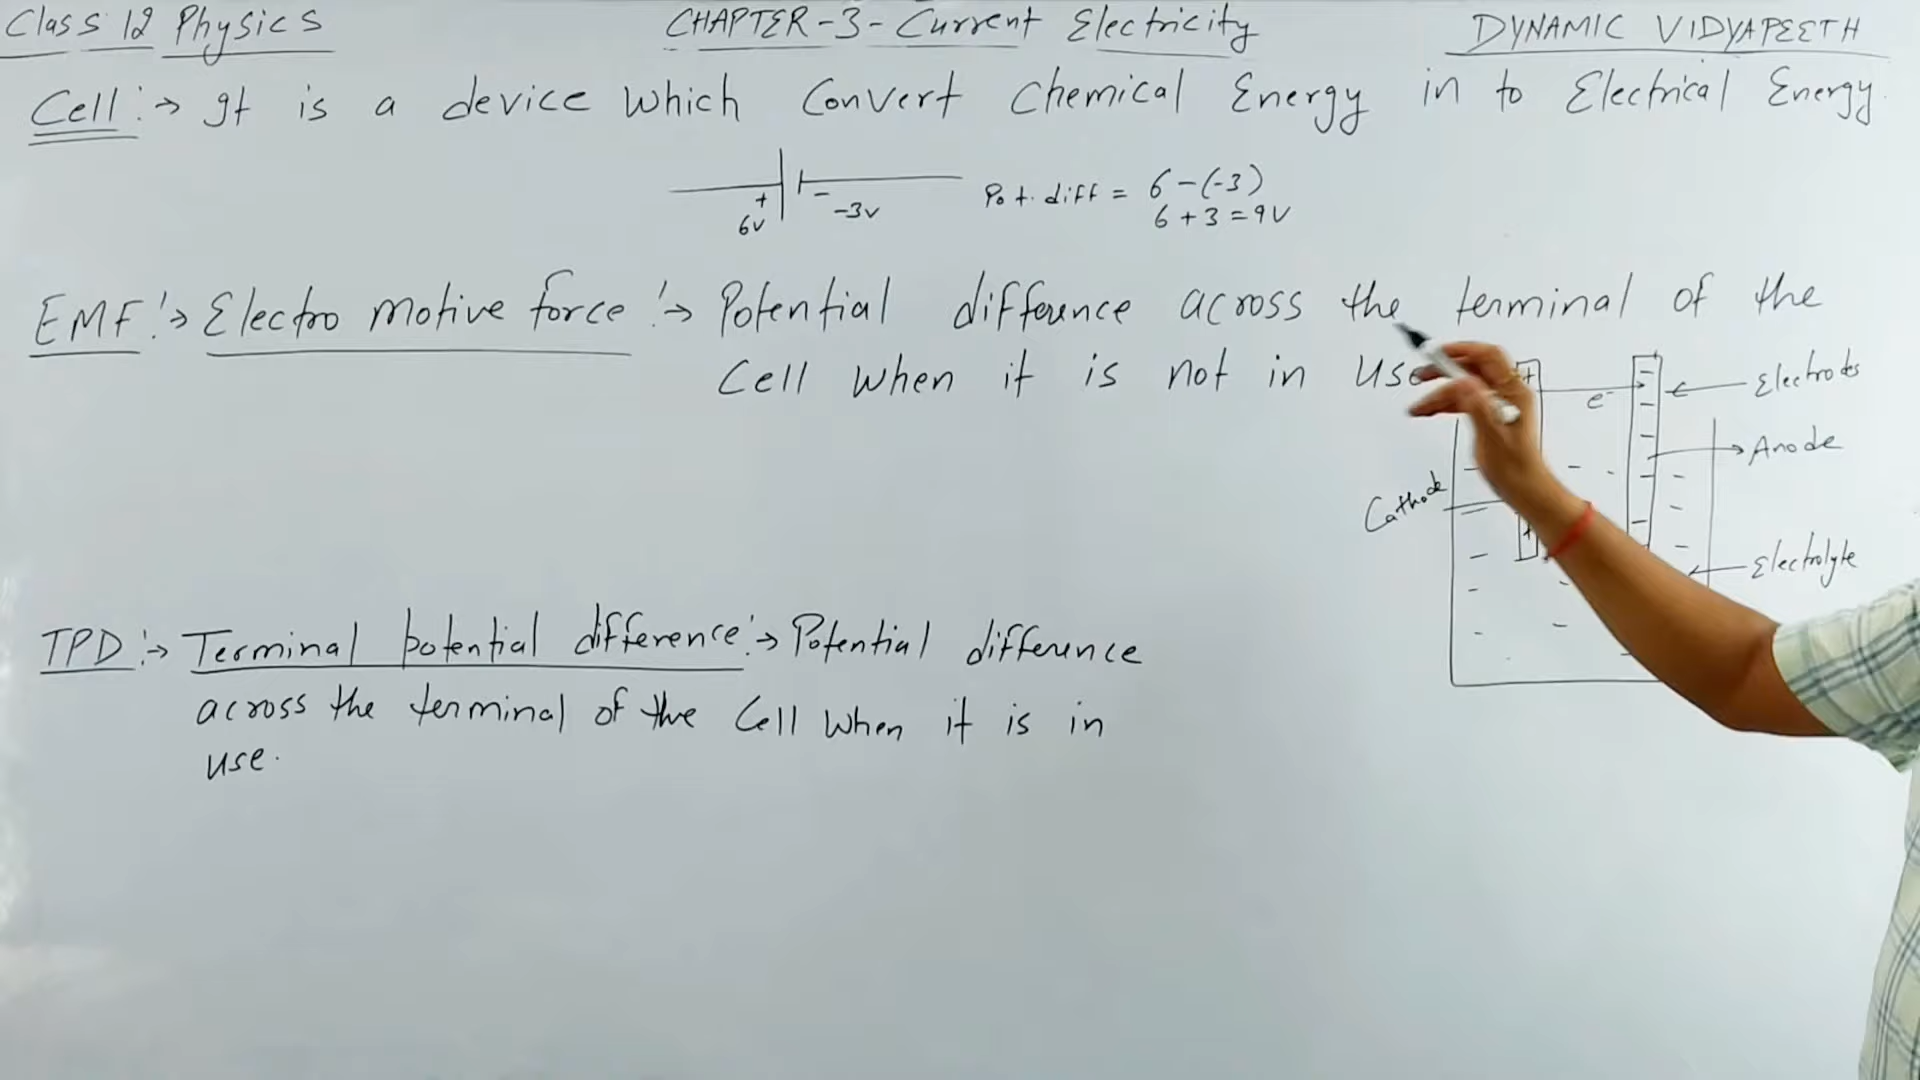 Class 12 Physics
CHAPTER-3- Current Electricity
DYNAMIC VIDYAPEETH
Cell :→ It is a device which Convert Chemical Energy in to Electrical Energy.
+ -
6V -3V
Pot. diff = 6-(-3)
6+3=9V
EMF :→ Electro motive force :→ Potential difference across the terminal of the
Cell when it is not in use
+
e-
Electrodes
Anode
Cathode
+
Electrolyte
TPD :→ Terminal potential difference :→ Potential difference
across the terminal of the Cell when it is in
use.